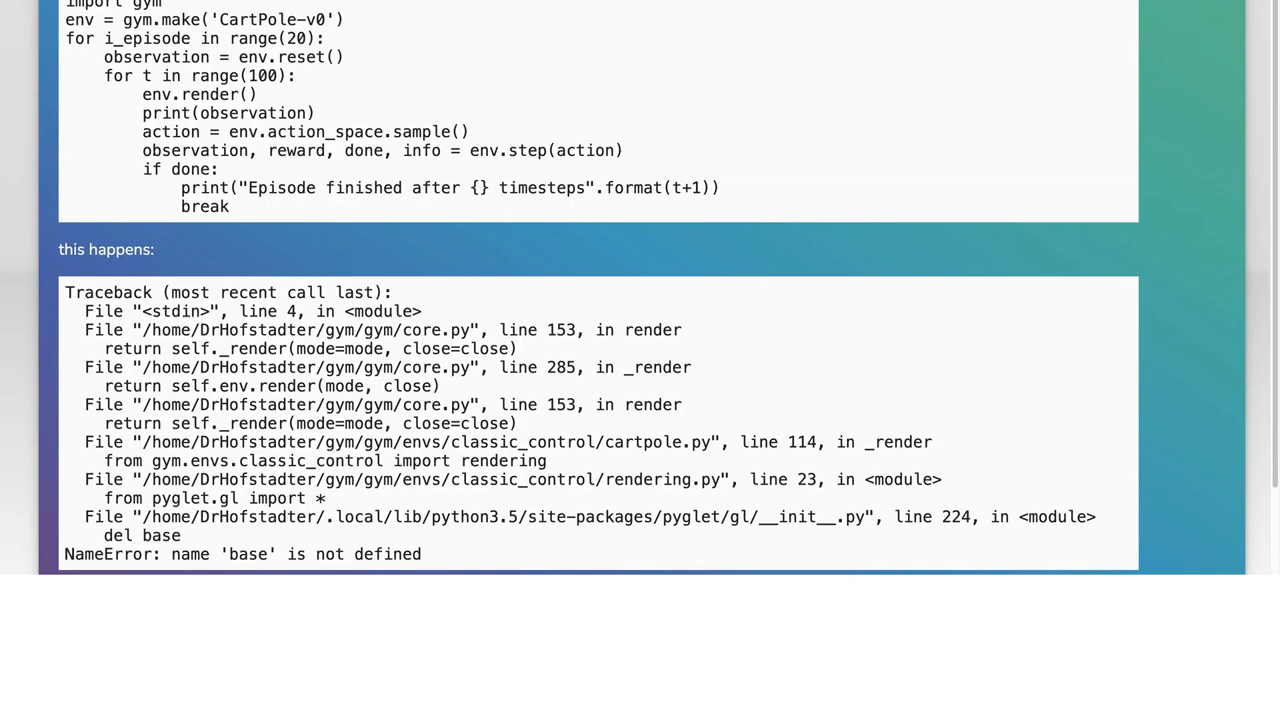 import gym
env = gym.make('CartPole-v0')
for i_episode in range(20):
    observation = env.reset()
    for t in range(100):
        env.render()
        print(observation)
        action = env.action_space.sample()
        observation, reward, done, info = env.step(action)
        if done:
            print("Episode finished after {} timesteps".format(t+1))
            break
this happens:
Traceback (most recent call last):
  File "<stdin>", line 4, in <module>
  File "/home/DrHofstadter/gym/gym/core.py", line 153, in render
    return self._render(mode=mode, close=close)
  File "/home/DrHofstadter/gym/gym/core.py", line 285, in _render
    return self.env.render(mode, close)
  File "/home/DrHofstadter/gym/gym/core.py", line 153, in render
    return self._render(mode=mode, close=close)
  File "/home/DrHofstadter/gym/gym/envs/classic_control/cartpole.py", line 114, in _render
    from gym.envs.classic_control import rendering
  File "/home/DrHofstadter/gym/gym/envs/classic_control/rendering.py", line 23, in <module>
    from pyglet.gl import *
  File "/home/DrHofstadter/.local/lib/python3.5/site-packages/pyglet/gl/__init__.py", line 224, in <module>
    del base
NameError: name 'base' is not defined